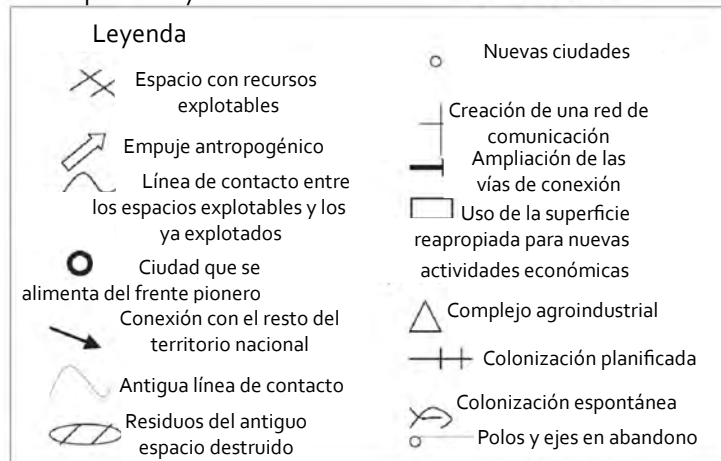 Leyenda
Espacio con recursos
explotables
Empuje antropogénico
Línea de contacto entre
los espacios explotables y los
ya explotados
Ciudad que se
alimenta del frente pionero
Conexión con el resto del
territorio nacional
Antigua línea de contacto
Residuos del antiguo
espacio destruido
Nuevas ciudades
Creación de una red de
comunicación
Ampliación de las
vías de conexión
Uso de la superficie
reapropiada para nuevas
actividades económicas
Complejo agroindustrial
Colonización planificada
Colonización espontánea
Polos y ejes en abandono